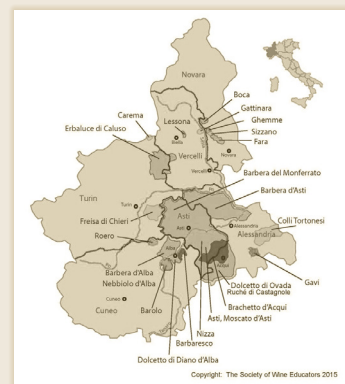 Novara
Boca
Gattinara
Ghemme
Sizzano
Fara
Carema
Lessona
Erbaluce di Caluso
Biella
Vercelli
Novara
Vercelli
Barbera del Monferrato
Barbera d'Asti
Turin
Turin
Asti
Colli Tortonesi
Freisa di Chieri
Asti
Alessandria
Alessandria
Roero
Alba
Barbera d'Alba
Nebbiolo d'Alba
Gavi
Cuneo
Cuneo
Barolo
Dolcetto di Ovada
Ruchè di Castagnole
Brachetto d'Acqui
Asti, Moscato d'Asti
Nizza
Barbaresco
Dolcetto di Diano d'Alba
Copyright: The Society of Wine Educators 2015